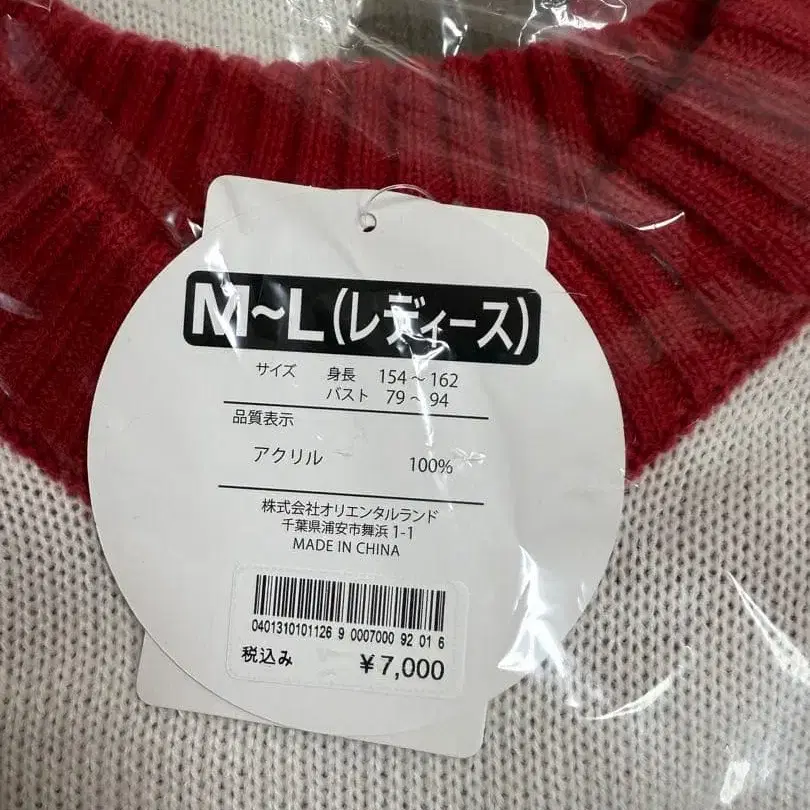 M~L(レディース)
サイズ 身長 154～162
バスト 79～94
品質表示
アクリル 100%
株式会社オリエンタルランド
千葉県浦安市舞浜1-1
MADE IN CHINA
0401310101126 9 0007000 92 01 6
税込み ¥7,000